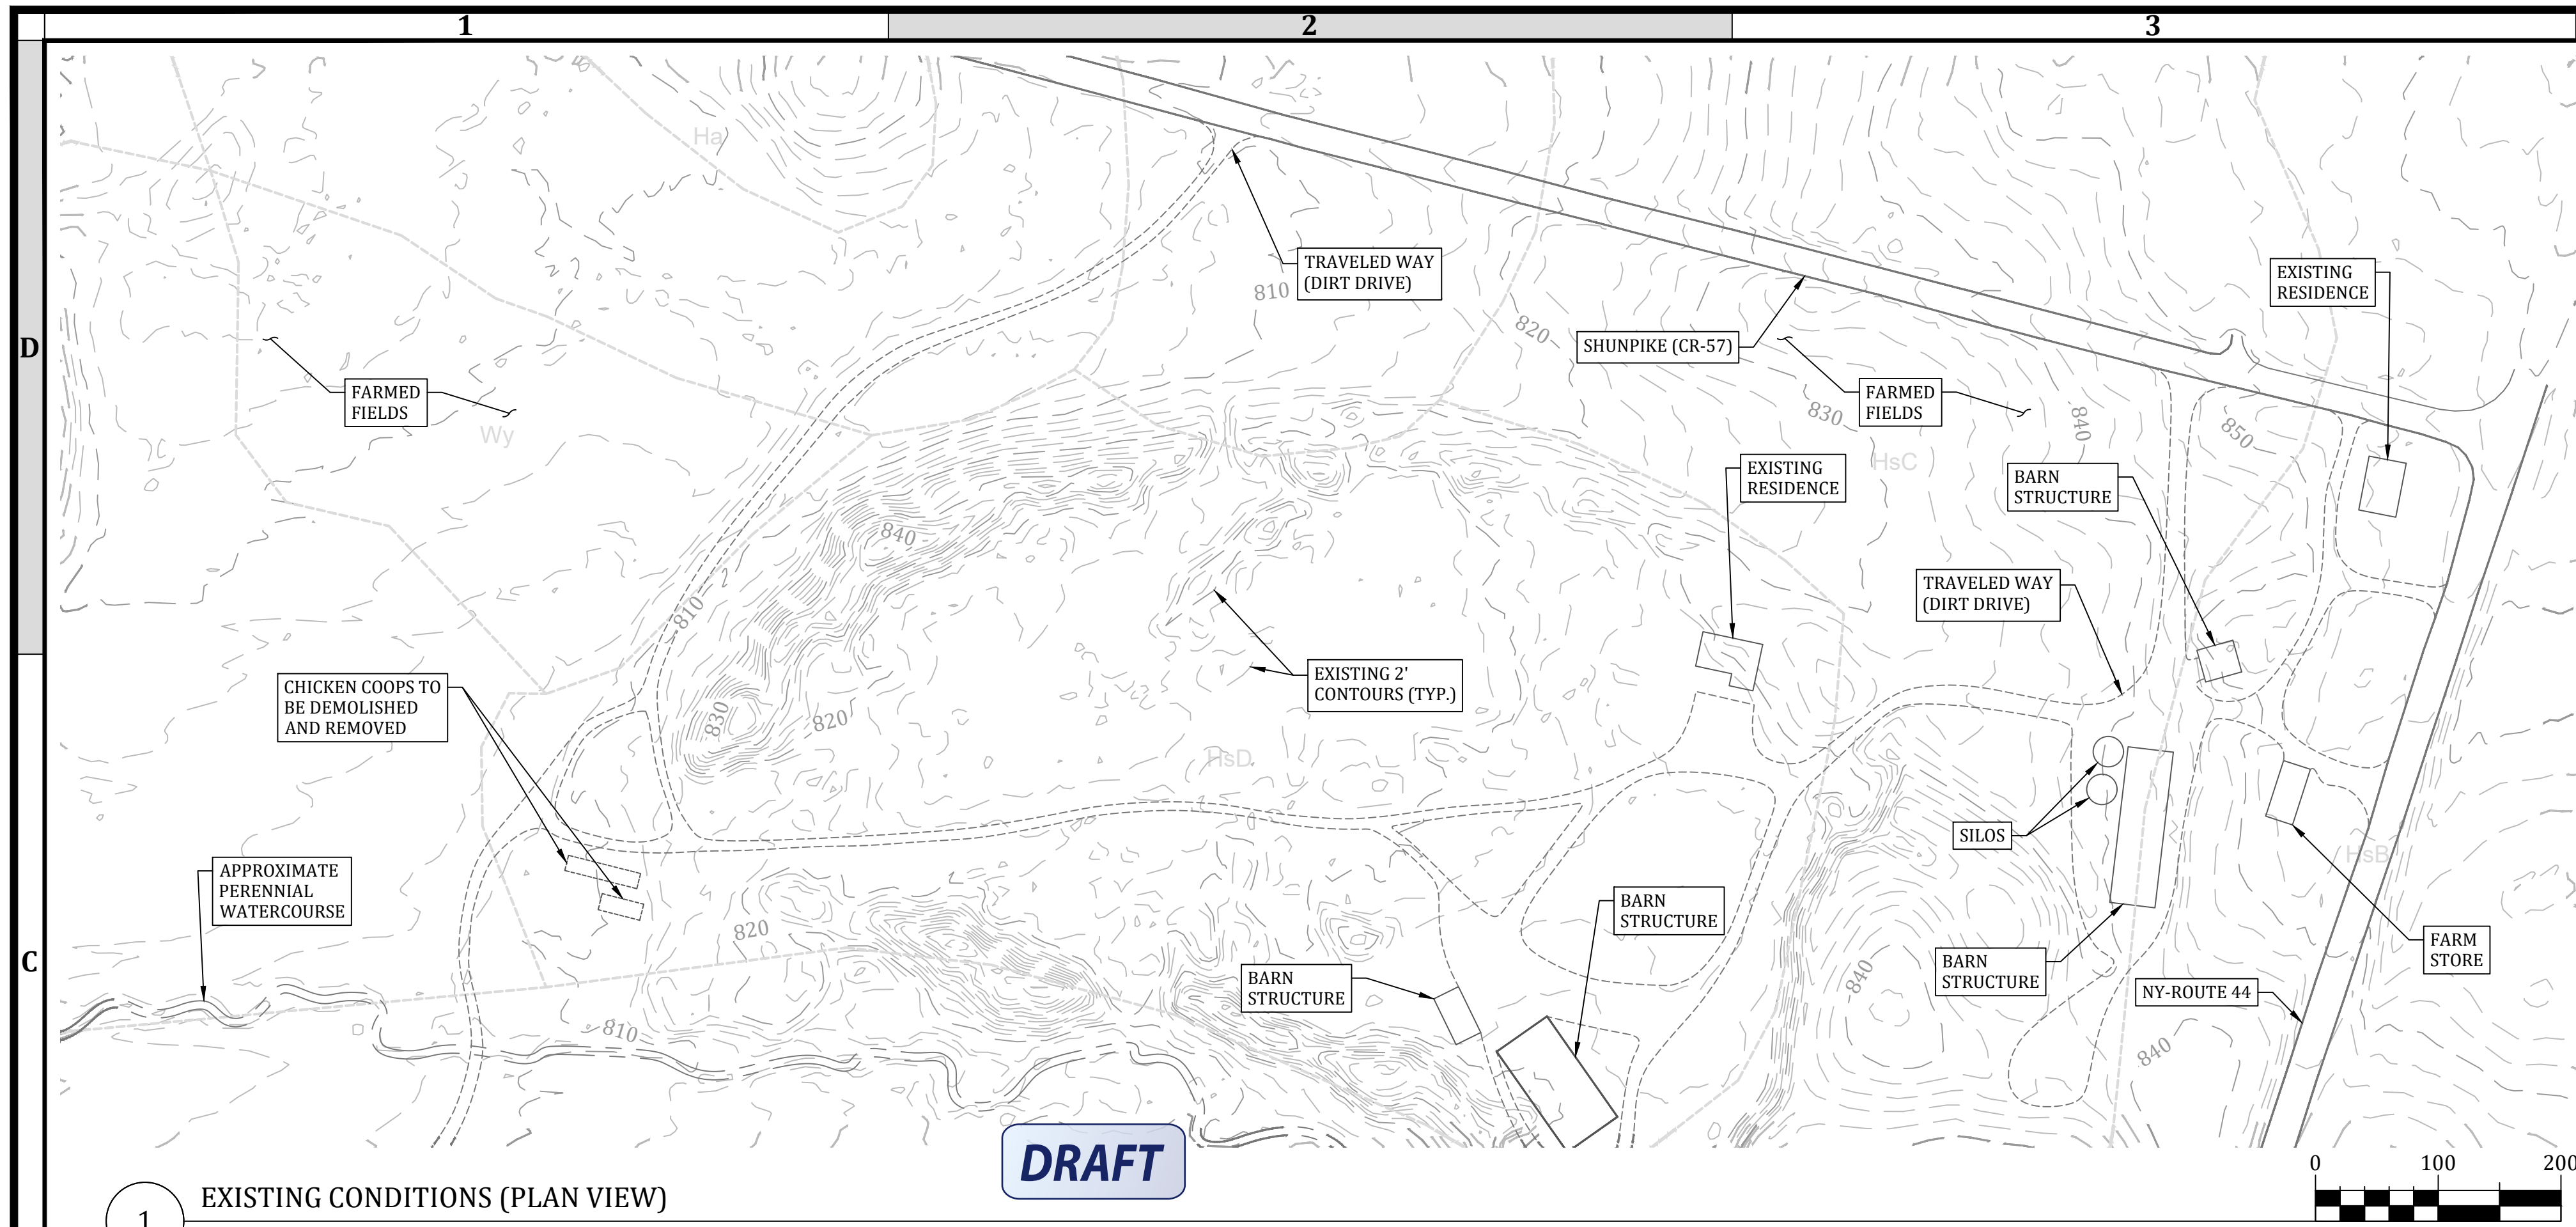 1
2
3
D
C
Ha
TRAVELED WAY
(DIRT DRIVE)
810
820
SHUNPIKE (CR-57)
EXISTING
RESIDENCE
FARMED
FIELDS
Wy
FARMED
FIELDS
830
840
850
HsC
EXISTING
RESIDENCE
BARN
STRUCTURE
840
TRAVELED WAY
(DIRT DRIVE)
810
EXISTING 2'
CONTOURS (TYP.)
CHICKEN COOPS TO
BE DEMOLISHED
AND REMOVED
830
820
HsD
SILOS
HsB
APPROXIMATE
PERENNIAL
WATERCOURSE
820
BARN
STRUCTURE
BARN
STRUCTURE
840
BARN
STRUCTURE
FARM
STORE
NY-ROUTE 44
810
840
DRAFT
0
100
200
1
EXISTING CONDITIONS (PLAN VIEW)